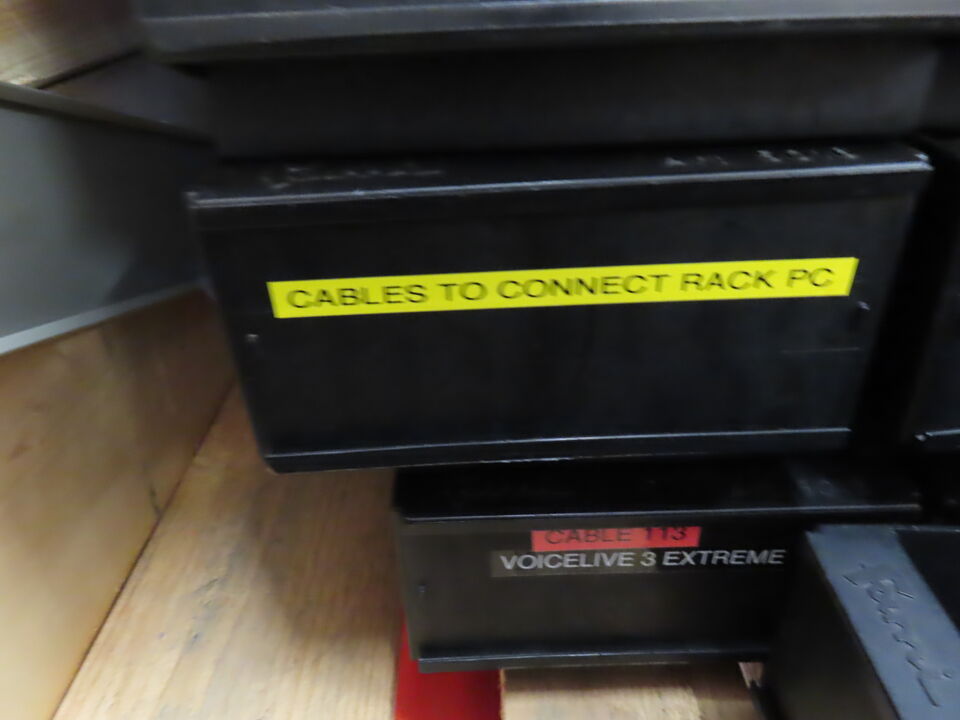 CABLES TO CONNECT RACK PC
CABLE 113
VOICELIVE 3 EXTREME